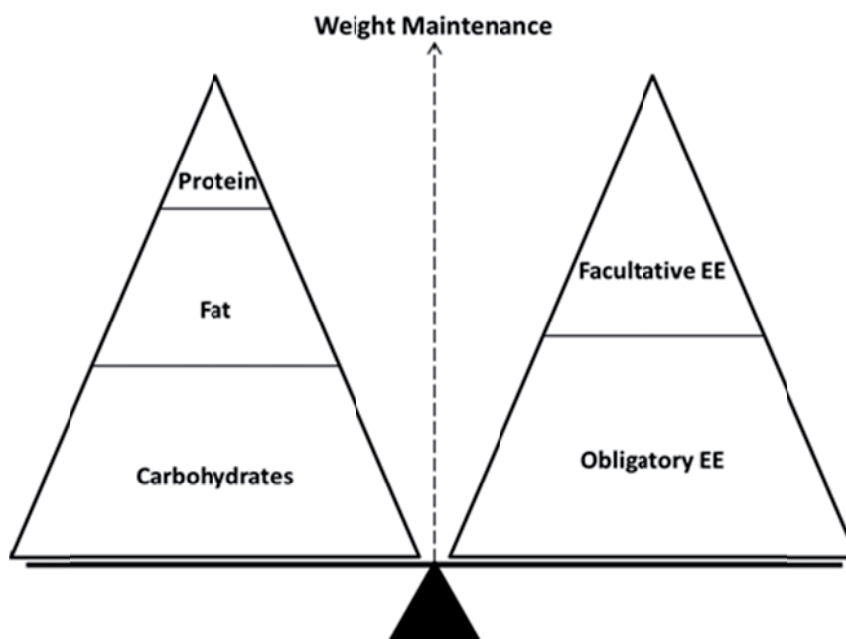 Weight Maintenance
Protein
Fat
Carbohydrates
Facultative EE
Obligatory EE